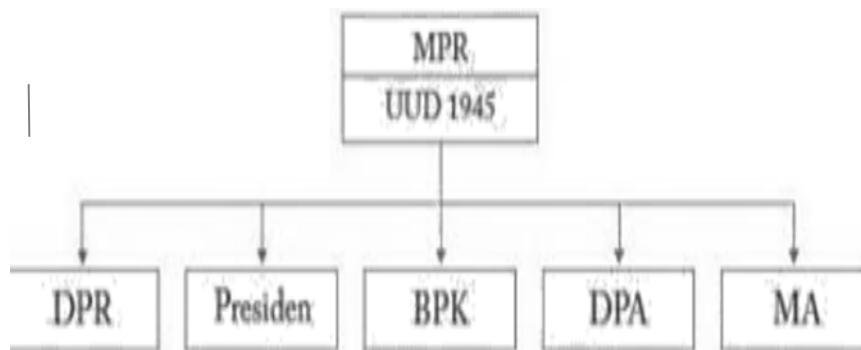 MPR
UUD 1945
DPR
Presiden
BPK
DPA
MA